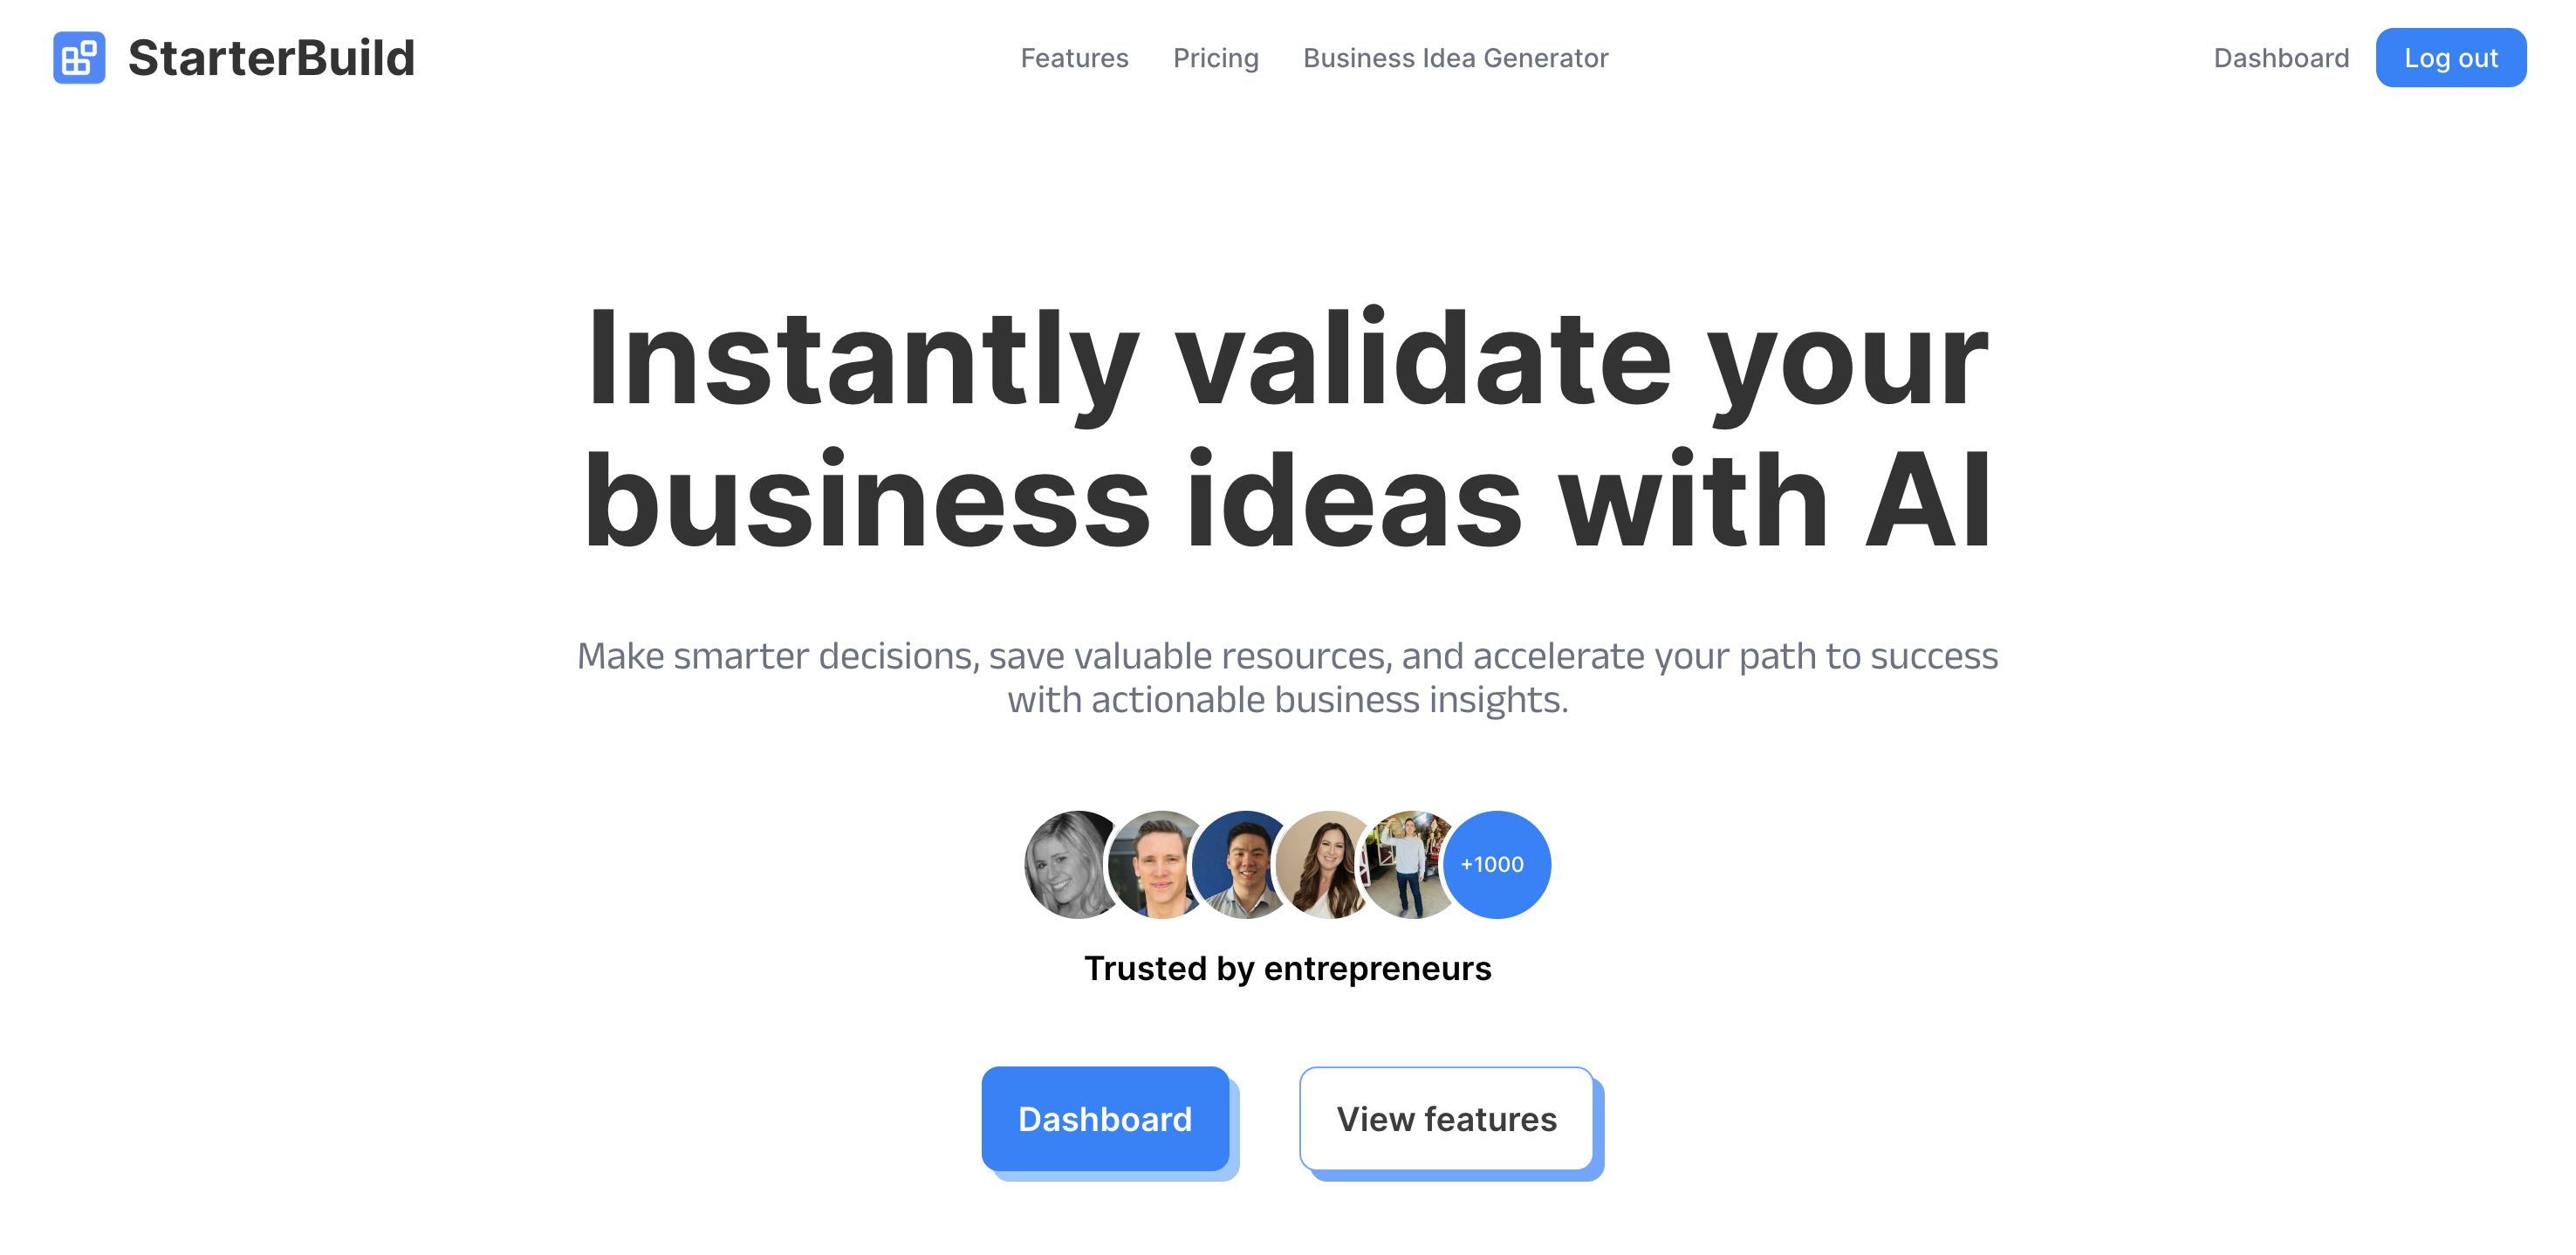 StarterBuild
Features
Pricing
Business Idea Generator
Dashboard
Log out
Instantly validate your
business ideas with AI
Make smarter decisions, save valuable resources, and accelerate your path to success
with actionable business insights.
+1000
Trusted by entrepreneurs
Dashboard
View features